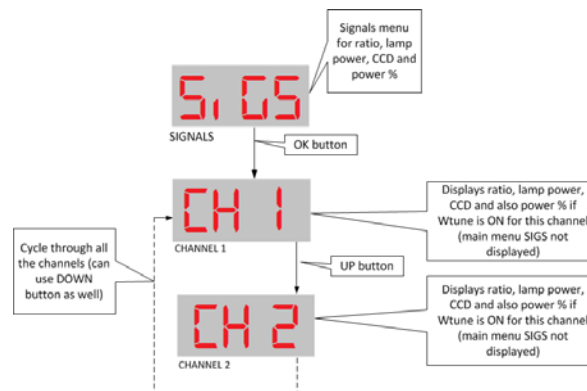 Signals menu
for ratio, lamp
power, CCD and
power %
SiGS
SIGNALS
OK button
CH 1
CHANNEL 1
Displays ratio, lamp power,
CCD and also power % if
Wtune is ON for this channel
(main menu SIGS not
displayed)
Cycle through all
the channels (can
use DOWN
button as well)
UP button
CH 2
CHANNEL 2
Displays ratio, lamp power,
CCD and also power % if
Wtune is ON for this channel
(main menu SIGS not
displayed)